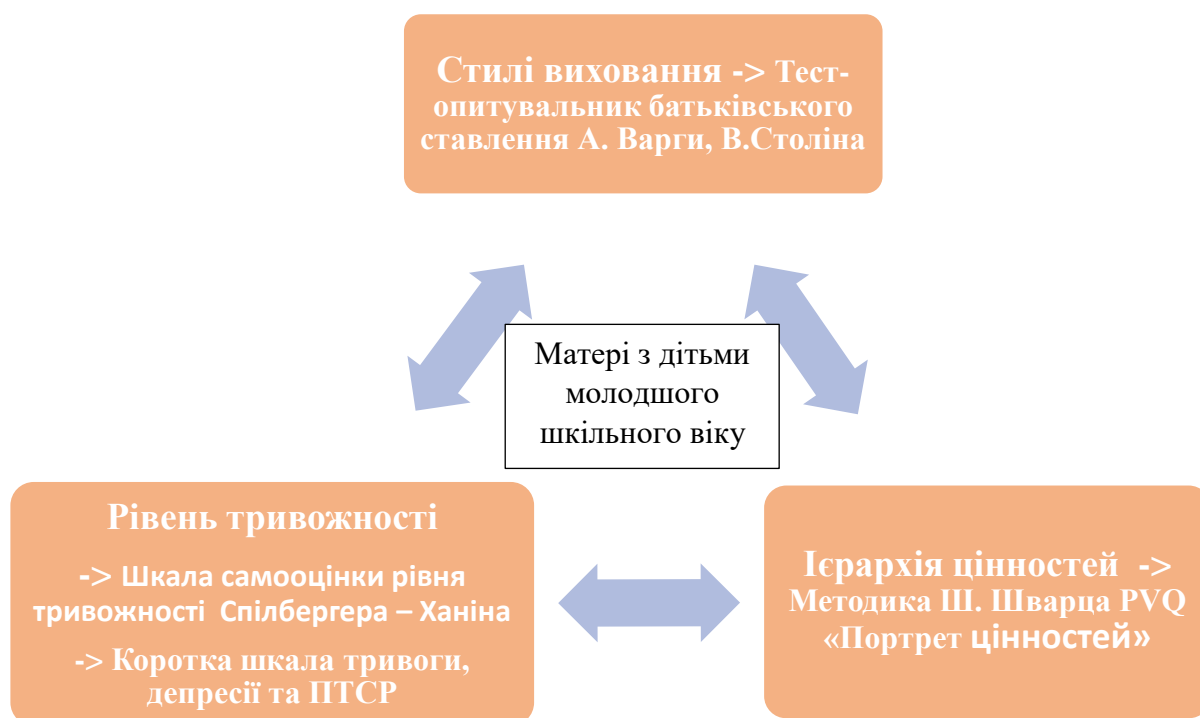 Стилі виховання -> Тест-
опитувальник батьківського
ставлення А. Варги, В.Століна
Матері з дітьми
молодшого
шкільного віку
Рівень тривожності
-> Шкала самооцінки рівня
тривожності Спілбергера – Ханіна
-> Коротка шкала тривоги,
депресії та ПТСР
Ієрархія цінностей ->
Методика Ш. Шварца PVQ
«Портрет цінностей»